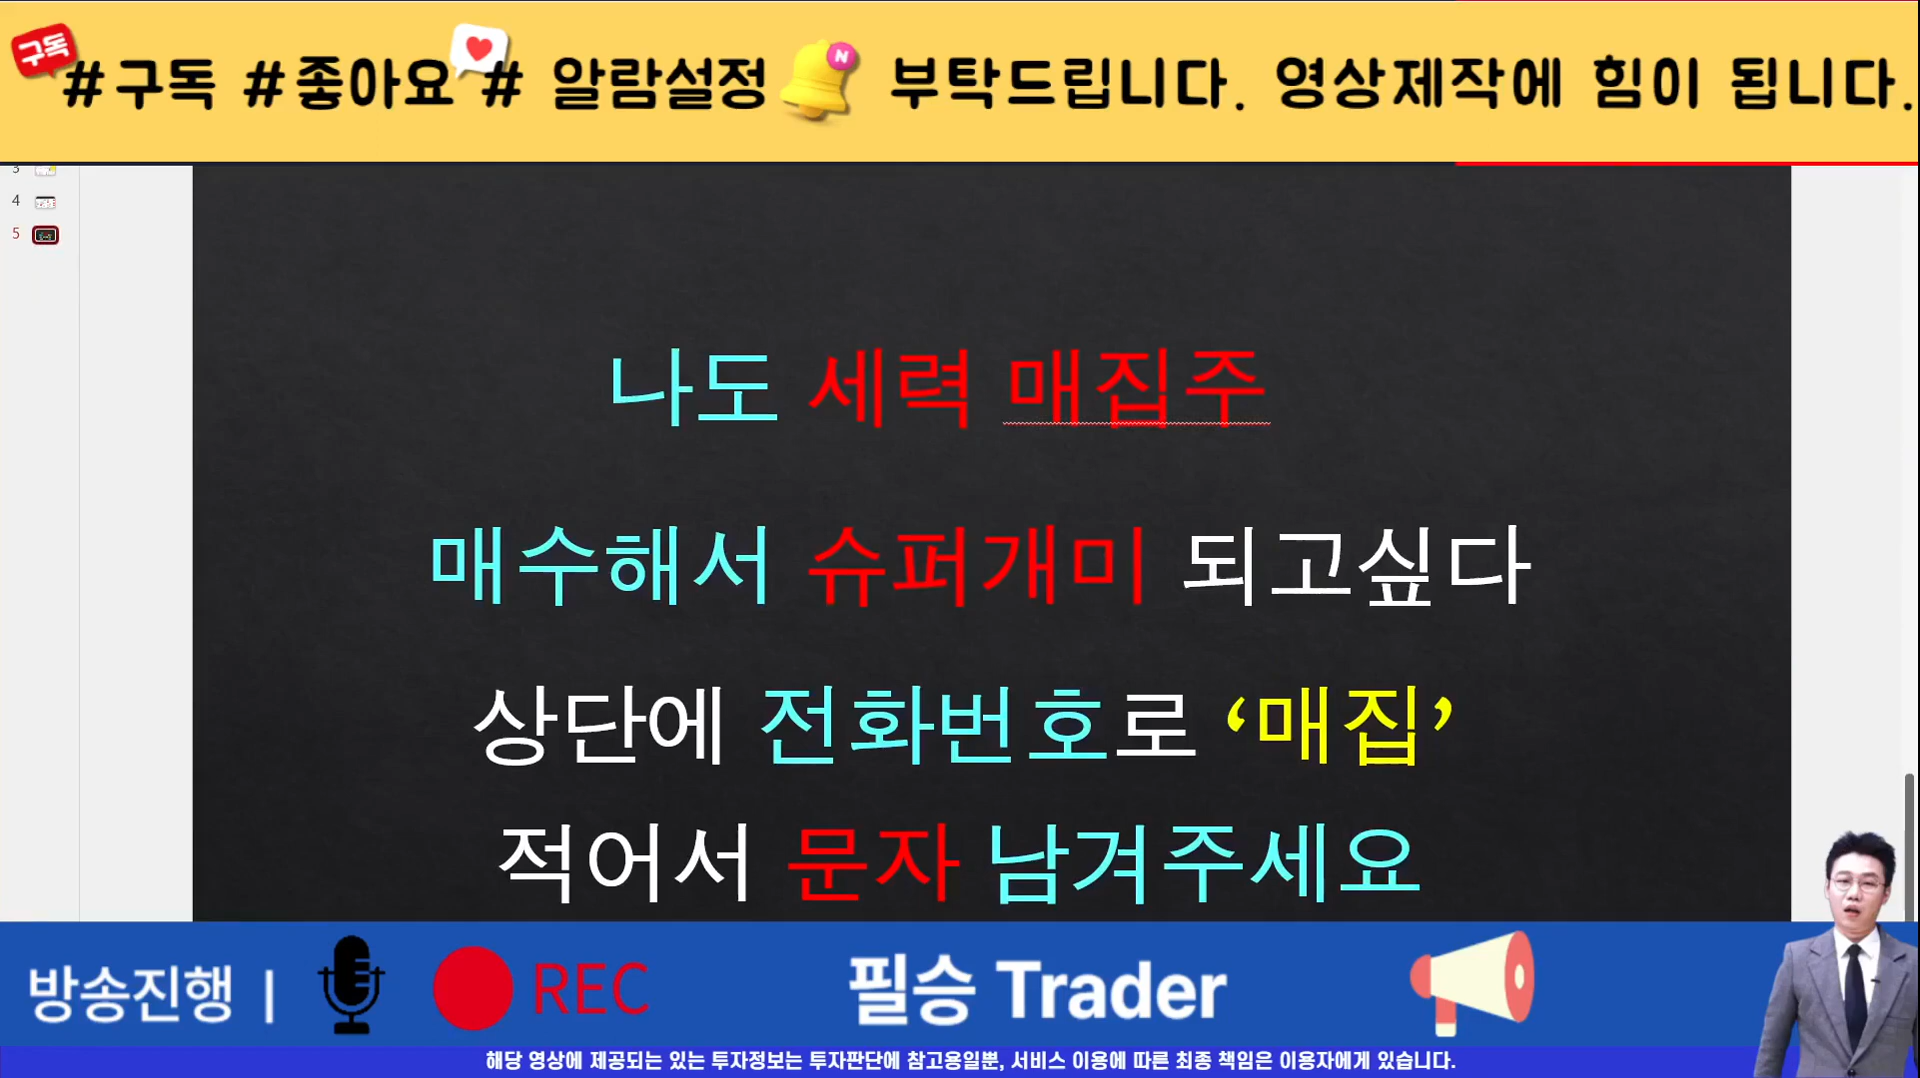 구독
#구독 #좋아요 # 알람설정 N 부탁드립니다. 영상제작에 힘이 됩니다.
3
4
5
나도 세력 매집주
매수해서 슈퍼개미 되고싶다
상단에 전화번호로 ‘매집’
적어서 문자 남겨주세요
방송진행 | REC 필승 Trader
해당 영상에 제공되는 있는 투자정보는 투자판단에 참고용일뿐, 서비스 이용에 따른 최종 책임은 이용자에게 있습니다.